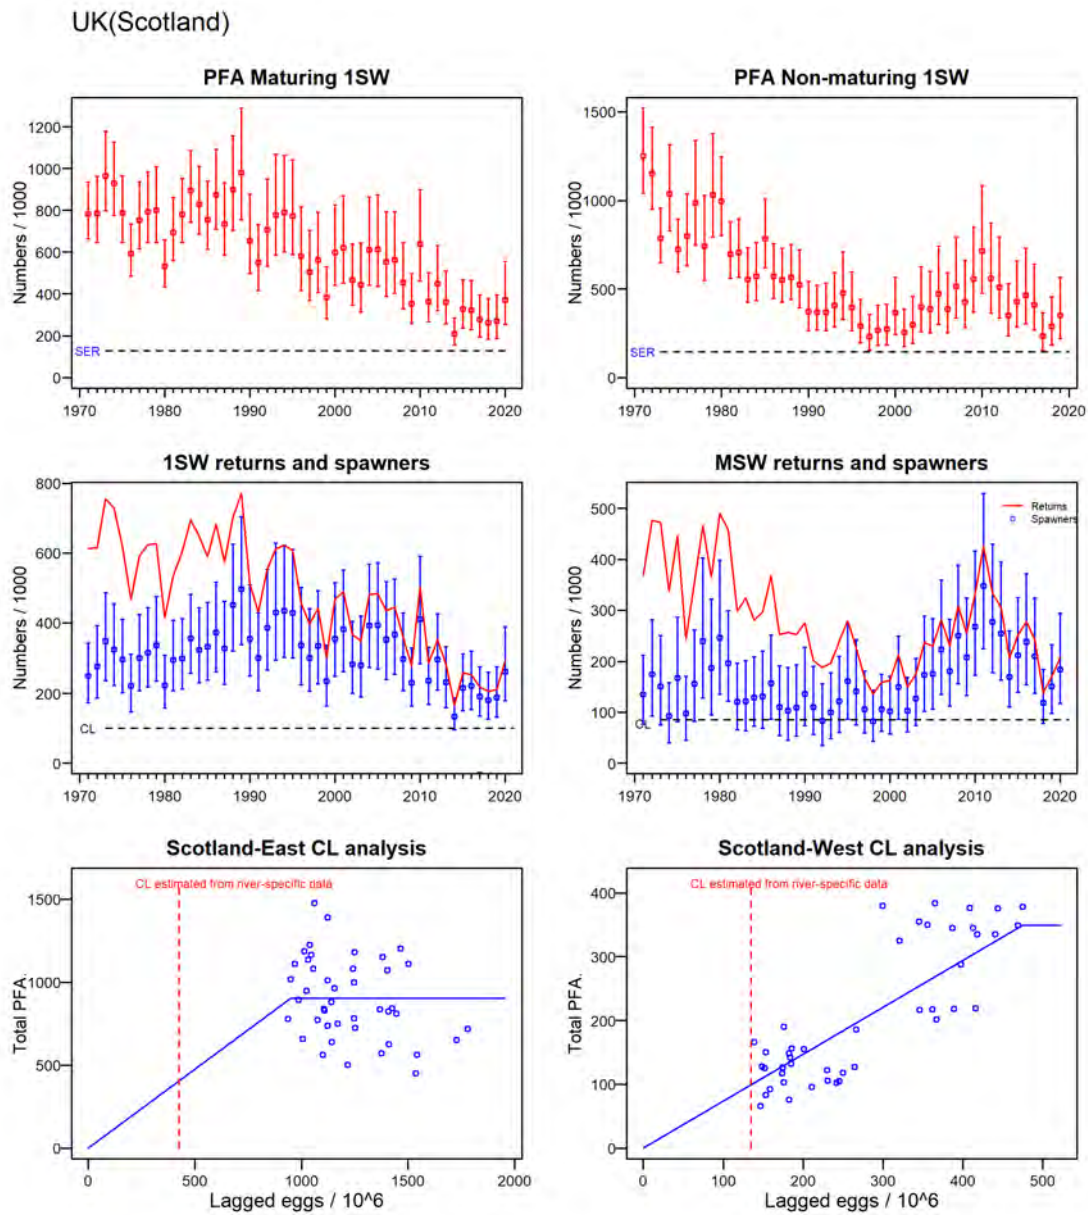 UK(Scotland)
PFA Maturing 1SW
Numbers / 1000
1200
1000
800
600
400
200
0
SER
1970 1980 1990 2000 2010 2020
PFA Non-maturing 1SW
Numbers / 1000
1500
1000
500
0
SER
1970 1980 1990 2000 2010 2020
1SW returns and spawners
Numbers / 1000
800
600
400
200
0
CL
1970 1980 1990 2000 2010 2020
MSW returns and spawners
Numbers / 1000
500
400
300
200
100
0
CL
Returns
Spawners
1970 1980 1990 2000 2010 2020
Scotland-East CL analysis
CL estimated from river-specific data
Total PFA.
1500
1000
500
0
0 500 1000 1500 2000
Lagged eggs / 10^6
Scotland-West CL analysis
CL estimated from river-specific data
Total PFA.
400
300
200
100
0
0 100 200 300 400 500
Lagged eggs / 10^6